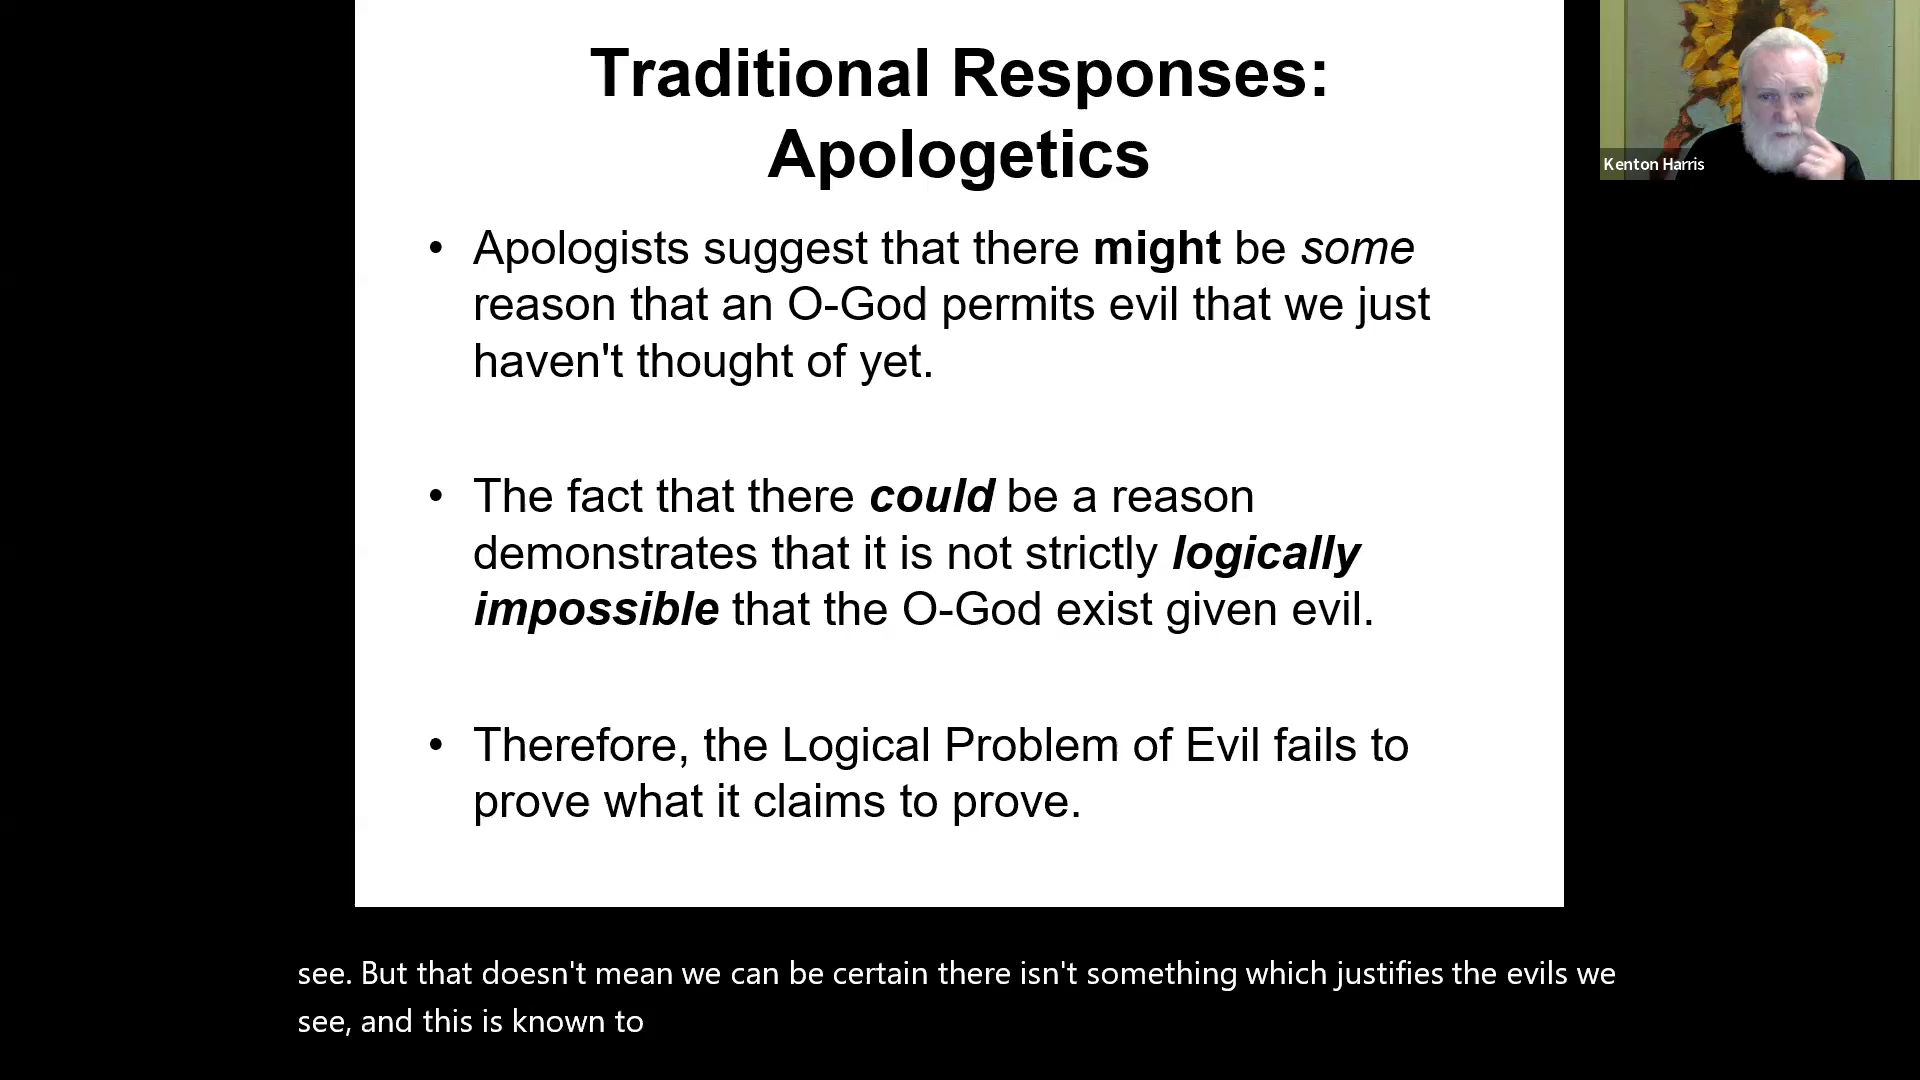 Traditional Responses:
Apologetics
• Apologists suggest that there might be some
reason that an O-God permits evil that we just
haven't thought of yet.
• The fact that there could be a reason
demonstrates that it is not strictly logically
impossible that the O-God exist given evil.
• Therefore, the Logical Problem of Evil fails to
prove what it claims to prove.
Kenton Harris
see. But that doesn't mean we can be certain there isn't something which justifies the evils we
see, and this is known to